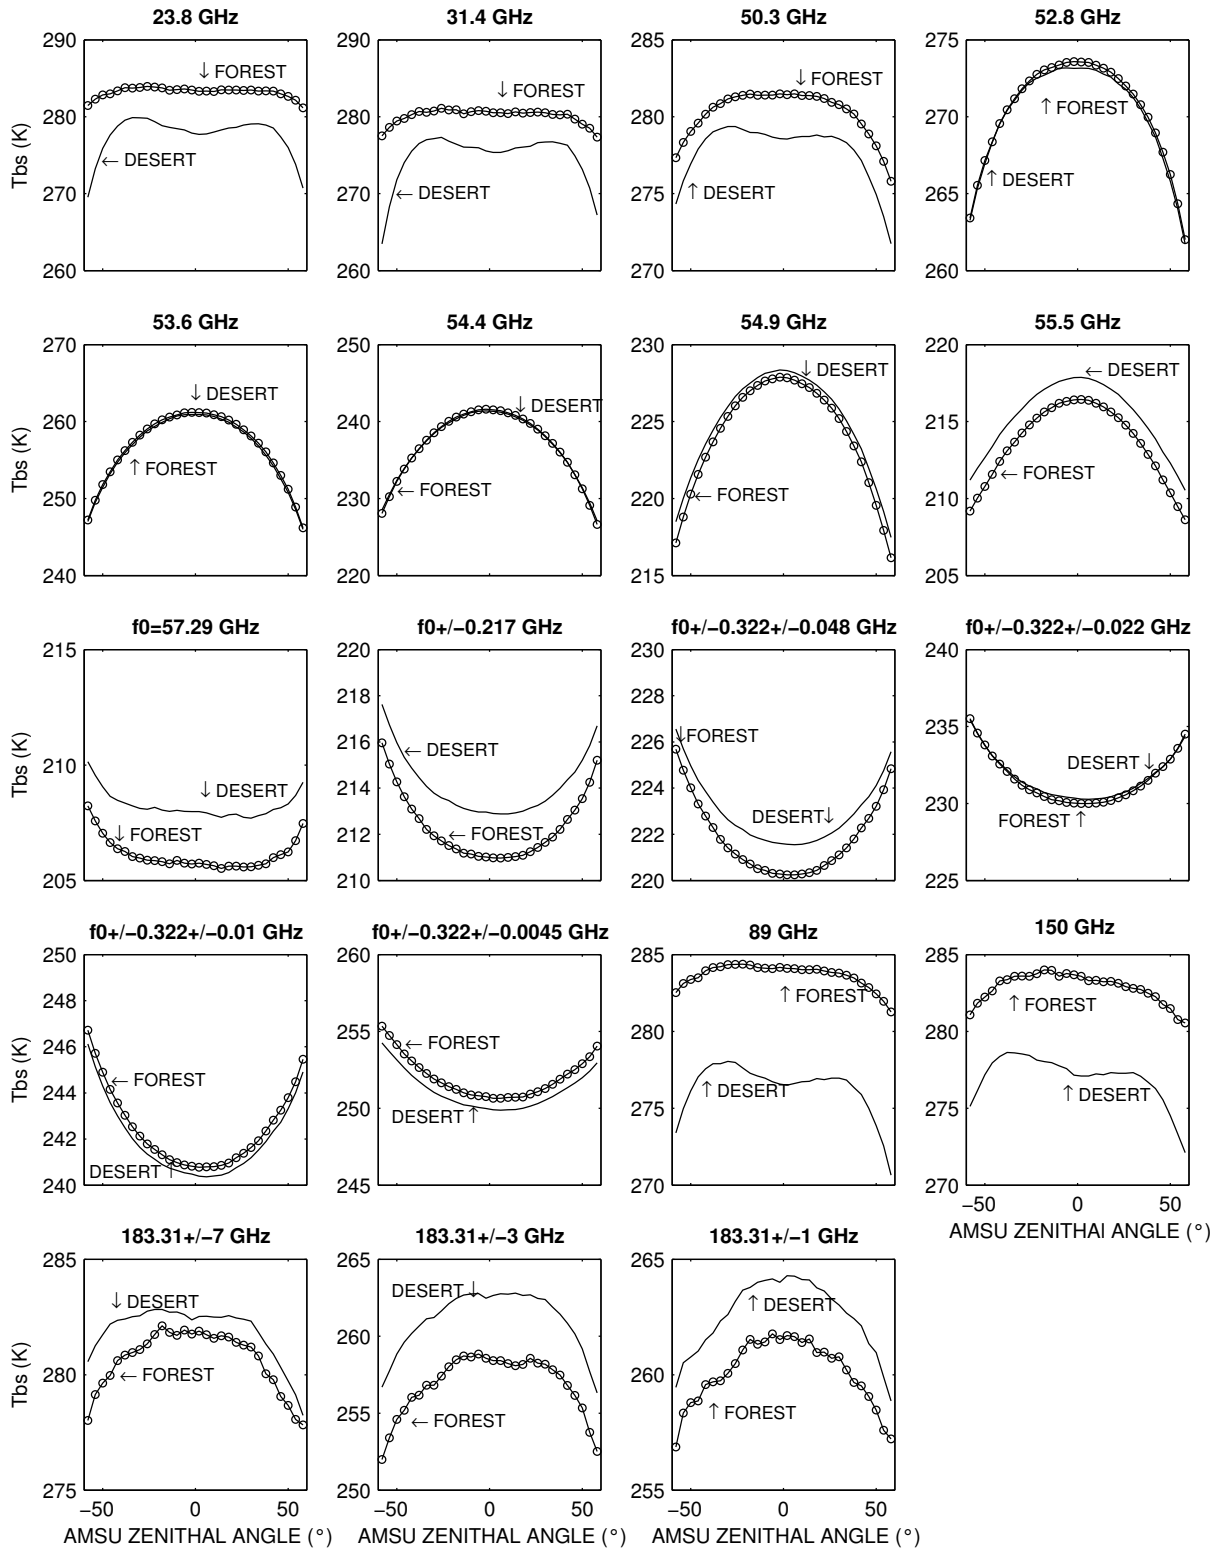 23.8 GHz
Tbs (K)
290
280
270
260
↓ FOREST
← DESERT
31.4 GHz
290
280
270
260
↓ FOREST
← DESERT
50.3 GHz
285
280
275
270
↓ FOREST
↑ DESERT
52.8 GHz
275
270
265
260
↑ FOREST
↑ DESERT
53.6 GHz
Tbs (K)
270
260
250
240
↓ DESERT
↑ FOREST
54.4 GHz
250
240
230
220
↓ DESERT
← FOREST
54.9 GHz
230
225
220
215
↓ DESERT
← FOREST
55.5 GHz
220
215
210
205
← DESERT
← FOREST
f0=57.29 GHz
Tbs (K)
215
210
205
↓ DESERT
↓ FOREST
f0+/−0.217 GHz
220
218
216
214
212
210
← DESERT
← FOREST
f0+/−0.322+/−0.048 GHz
230
228
226
224
222
220
↓FOREST
DESERT↓
f0+/−0.322+/−0.022 GHz
240
235
230
225
DESERT ↓
FOREST ↑
f0+/−0.322+/−0.01 GHz
Tbs (K)
250
248
246
244
242
240
← FOREST
DESERT ↑
f0+/−0.322+/−0.0045 GHz
260
255
250
245
← FOREST
DESERT ↑
89 GHz
285
280
275
270
↑ FOREST
↑ DESERT
150 GHz
285
280
275
270
↑ FOREST
↑ DESERT
−50 0 50
AMSU ZENITHAl ANGLE (°)
183.31+/−7 GHz
Tbs (K)
285
280
275
↓ DESERT
← FOREST
−50 0 50
AMSU ZENITHAL ANGLE (°)
183.31+/−3 GHz
265
260
255
250
DESERT ↓
← FOREST
−50 0 50
AMSU ZENITHAL ANGLE (°)
183.31+/−1 GHz
265
260
255
↑ DESERT
↑ FOREST
−50 0 50
AMSU ZENITHAL ANGLE (°)